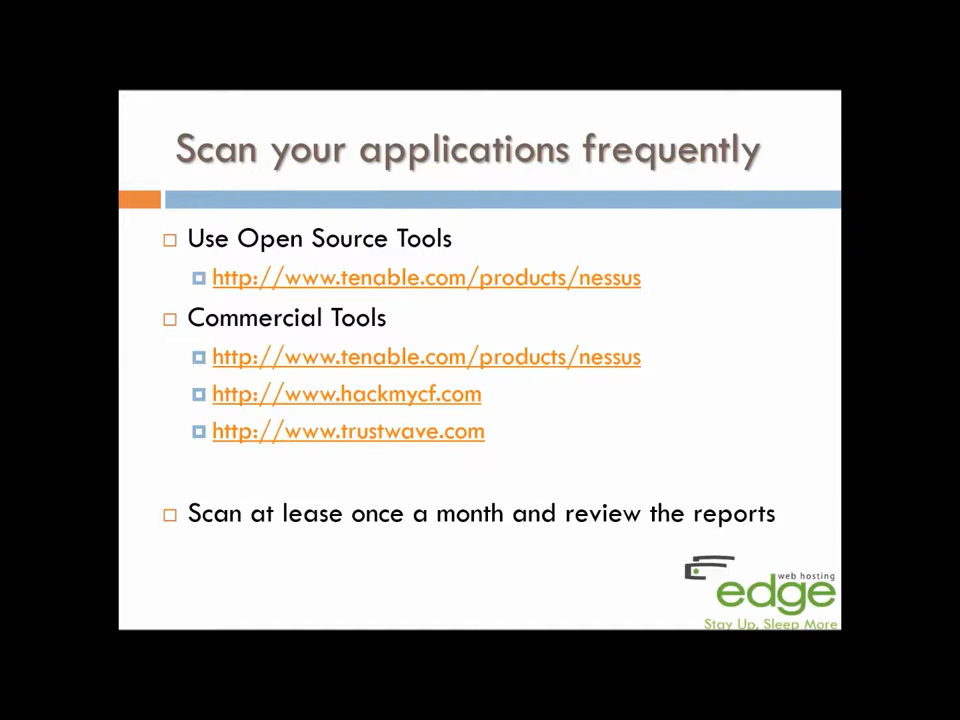 Scan your applications frequently
Use Open Source Tools
http://www.tenable.com/products/nessus
Commercial Tools
http://www.tenable.com/products/nessus
http://www.hackmycf.com
http://www.trustwave.com
Scan at lease once a month and review the reports
web hosting
edge
Stay Up, Sleep More